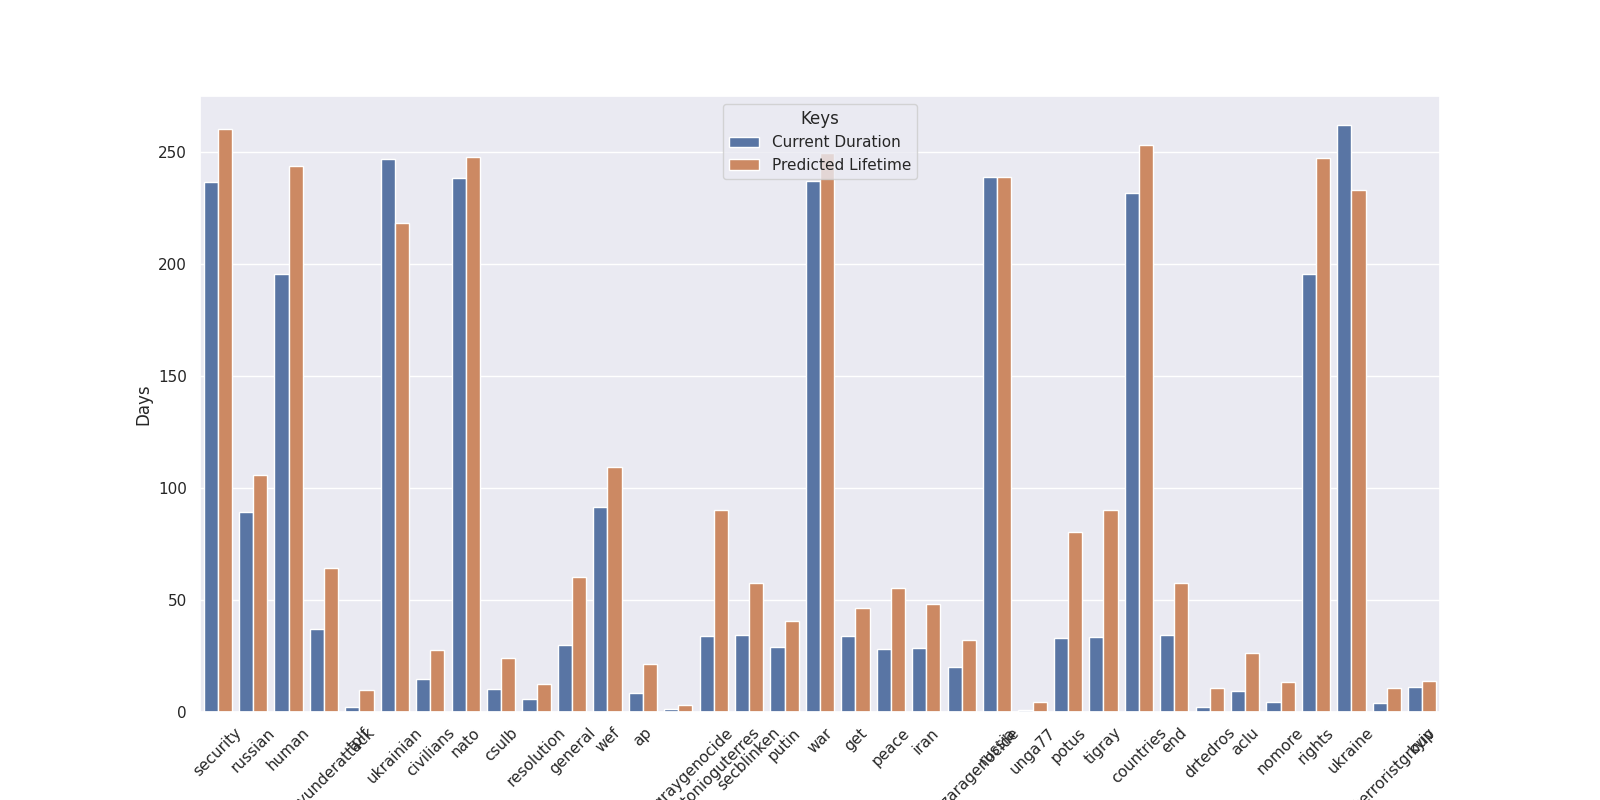 Keys
Current Duration
Predicted Lifetime
Days
250
200
150
100
50
0
security
russian
human
ukrainian
civilians
nato
csulb
resolution
general
wef
ap
secblinken
putin
war
get
peace
iran
russia
unga77
potus
tigray
countries
end
drtedros
aclu
nomore
rights
ukraine